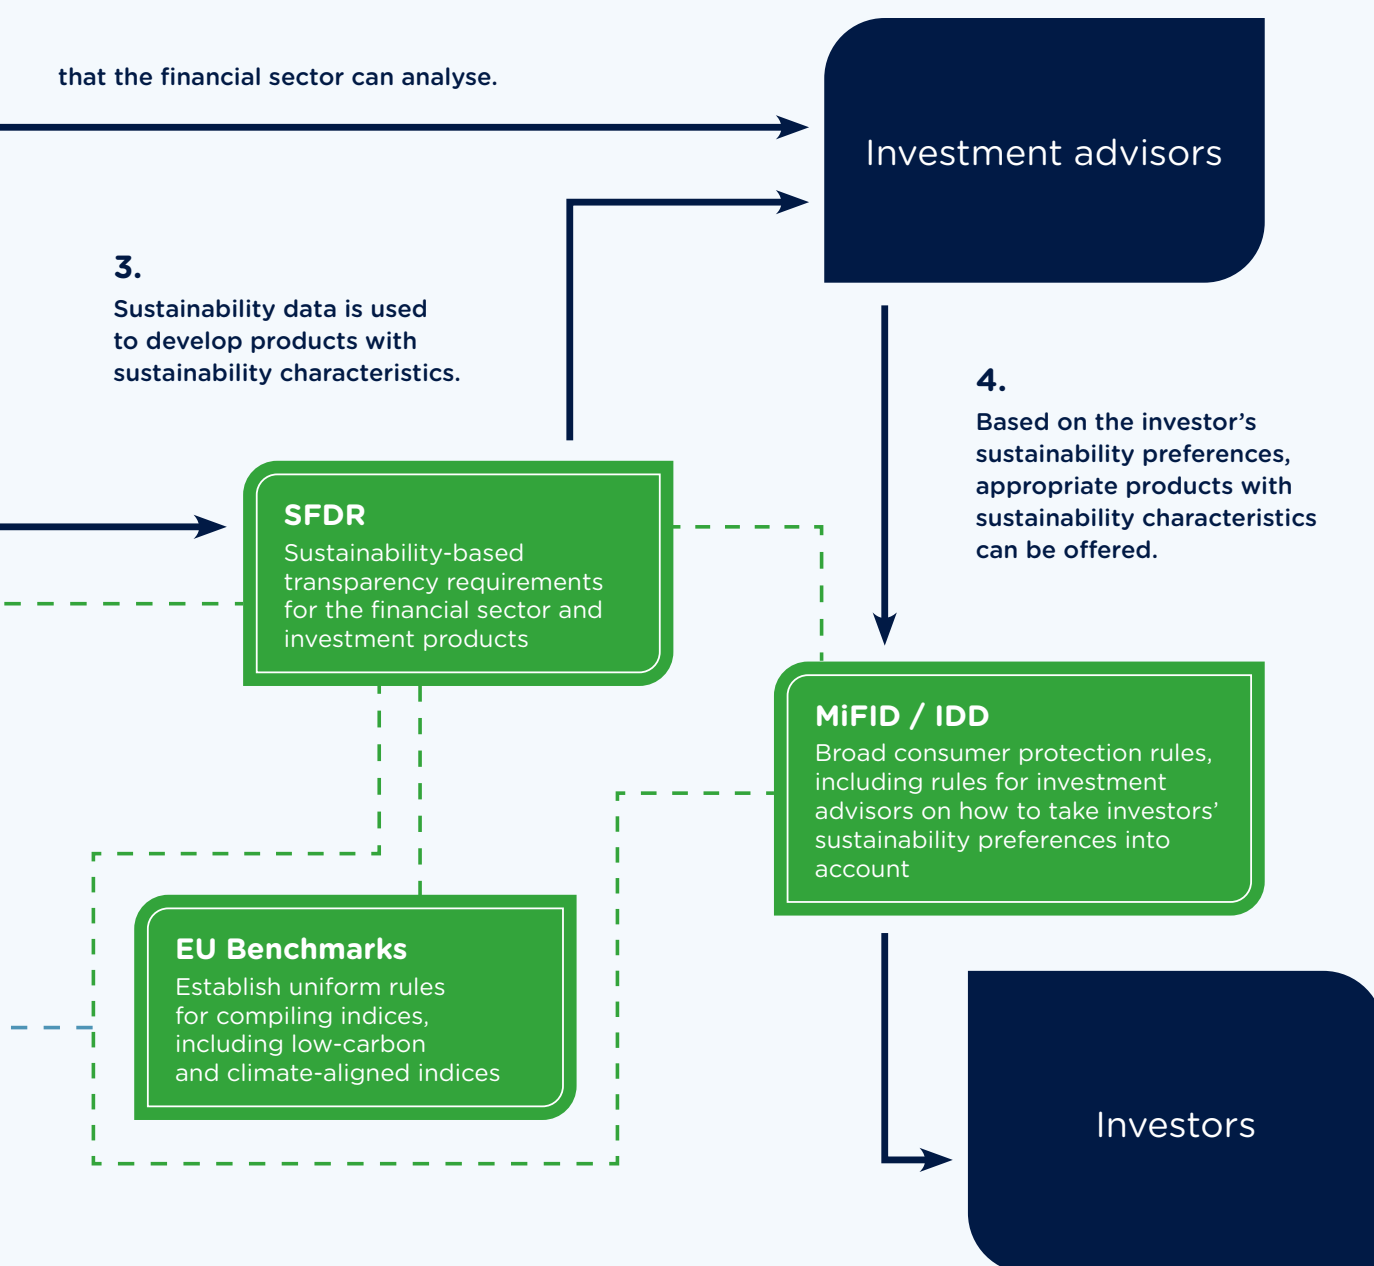 that the financial sector can analyse.
Investment advisors
3.
Sustainability data is used
to develop products with
sustainability characteristics.
4.
Based on the investor’s
sustainability preferences,
appropriate products with
sustainability characteristics
can be offered.
SFDR
Sustainability-based
transparency requirements
for the financial sector and
investment products
MiFID / IDD
Broad consumer protection rules,
including rules for investment
advisors on how to take investors’
sustainability preferences into
account
EU Benchmarks
Establish uniform rules
for compiling indices,
including low-carbon
and climate-aligned indices
Investors